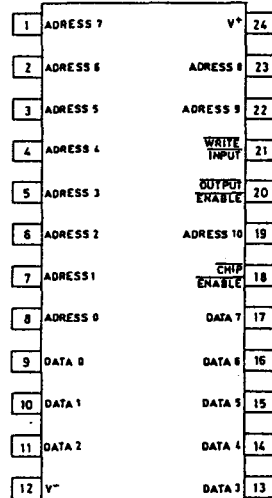 1 ADRESS 7 V+ 24
2 ADRESS 6 ADRESS 8 23
3 ADRESS 5 ADRESS 9 22
4 ADRESS 4 WRITE INPUT 21
5 ADRESS 3 OUTPUT ENABLE 20
6 ADRESS 2 ADRESS 10 19
7 ADRESS 1 CHIP ENABLE 18
8 ADRESS 0 DATA 7 17
9 DATA 0 DATA 6 16
10 DATA 1 DATA 5 15
11 DATA 2 DATA 4 14
12 V- DATA 3 13